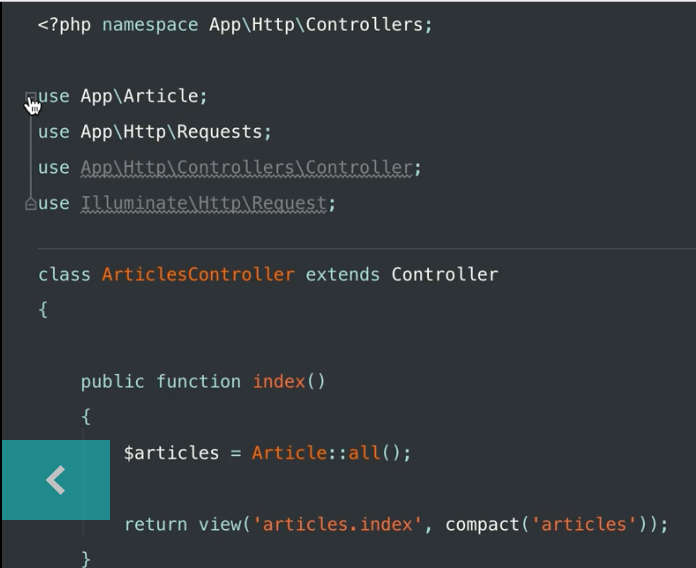 <?php namespace App\Http\Controllers;
use App\Article;
use App\Http\Requests;
use App\Http\Controllers\Controller;
use Illuminate\Http\Request;
class ArticlesController extends Controller
{
public function index()
{
$articles = Article::all();
return view('articles.index', compact('articles'));
}